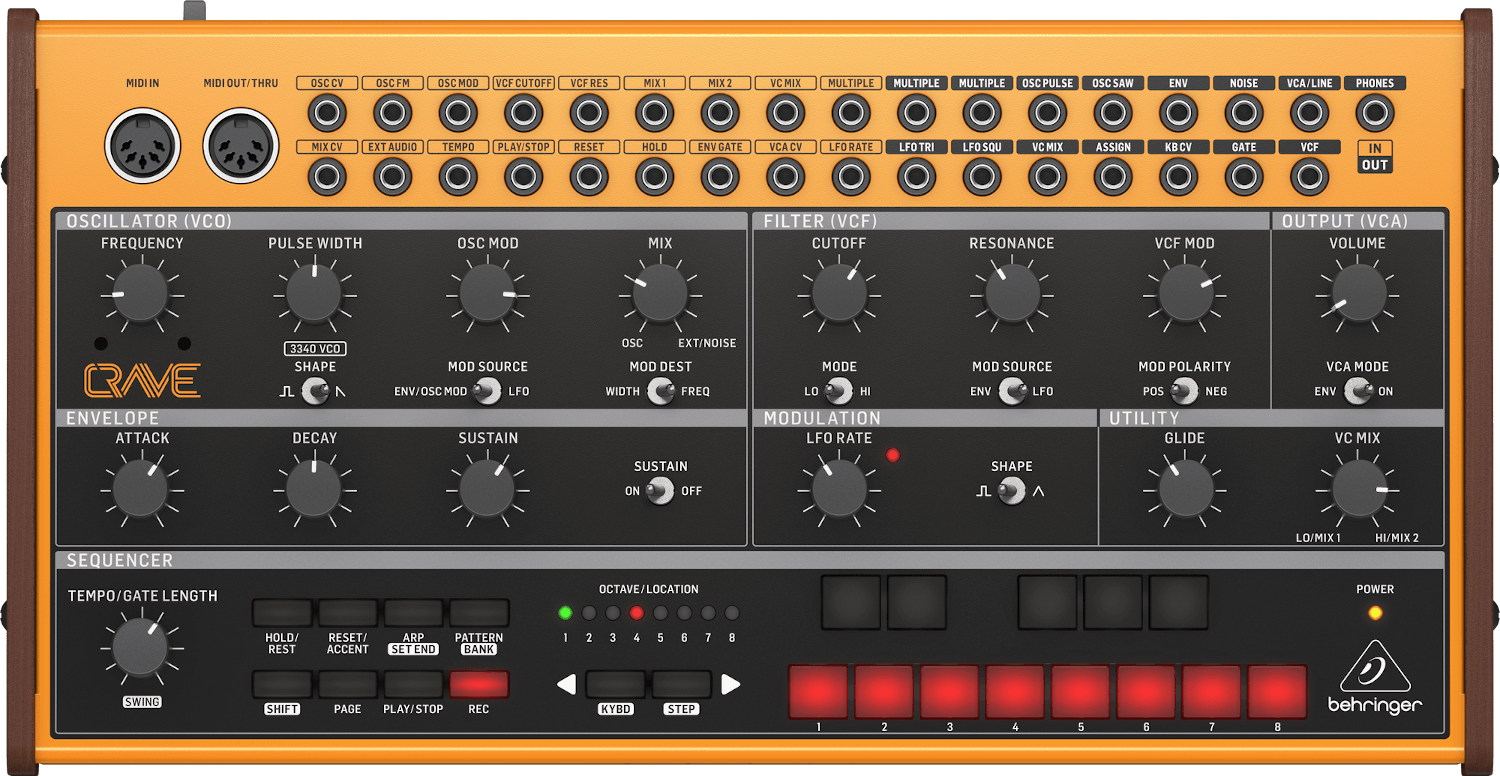 MIDI IN MIDI OUT/THRU OSC CV OSC FM OSC MOD VCF CUTOFF VCF RES MIX 1 MIX 2 VC MIX MULTIPLE MULTIPLE MULTIPLE OSC PULSE OSC SAW ENV NOISE VCA/LINE PHONES
MIX CV EXT AUDIO TEMPO PLAY/STOP RESET HOLD ENV GATE VCA CV LFO RATE LFO TRI LFO SQU VC MIX ASSIGN KB CV GATE VCF IN
OUT
OSCILLATOR (VCO) FILTER (VCF) OUTPUT (VCA)
FREQUENCY PULSE WIDTH OSC MOD MIX CUTOFF RESONANCE VCF MOD VOLUME
OSC EXT/NOISE
3340 VCO
SHAPE MOD SOURCE MOD DEST MODE MOD SOURCE MOD POLARITY VCA MODE
CRAVE
ENV/OSC MOD LFO WIDTH FREQ LO HI ENV LFO POS NEG ENV ON
ENVELOPE MODULATION UTILITY
ATTACK DECAY SUSTAIN LFO RATE GLIDE VC MIX
SUSTAIN SHAPE
ON OFF
LO/MIX 1 HI/MIX 2
SEQUENCER
TEMPO/GATE LENGTH OCTAVE/LOCATION POWER
1 2 3 4 5 6 7 8
HOLD/ RESET/ ARP PATTERN
REST ACCENT SET END BANK
SWING SHIFT PAGE PLAY/STOP REC KYBD STEP behringer
1 2 3 4 5 6 7 8